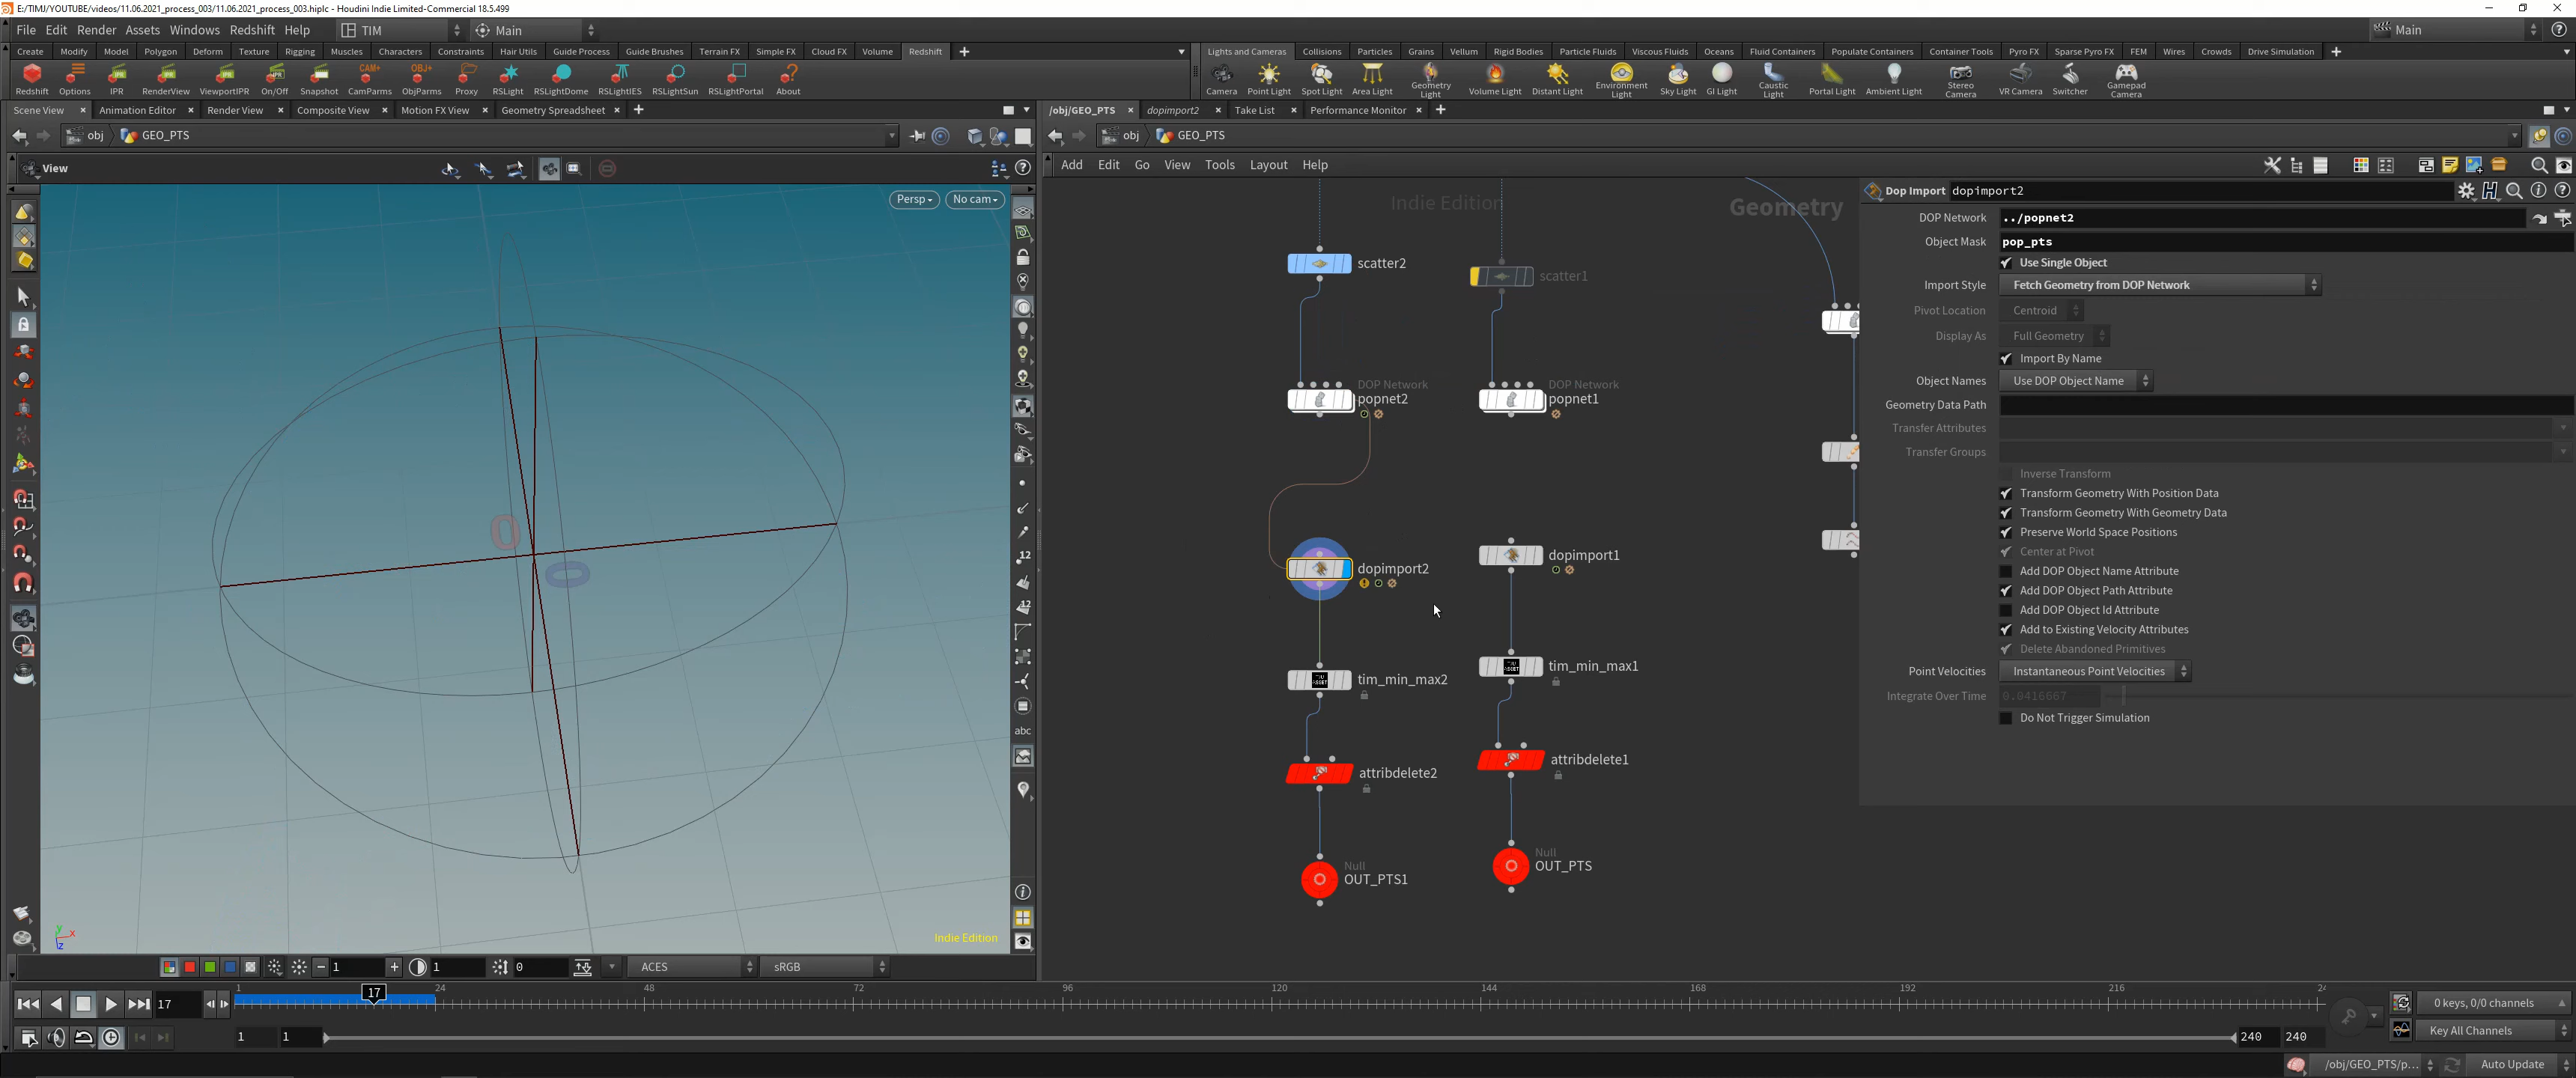 E:/TIMJ/YOUTUBE/videos/11.06.2021_process_003/11.06.2021_process_003.hiplc - Houdini Indie Limited-Commercial 18.5.499
File Edit Render Assets Windows Redshift Help TIM Main Main
Create Modify Model Polygon Deform Texture Rigging Muscles Characters Constraints Hair Utils Guide Process Guide Brushes Terrain FX Simple FX Cloud FX Volume Redshift
Lights and Cameras Collisions Particles Grains Vellum Rigid Bodies Particle Fluids Viscous Fluids Oceans Fluid Containers Populate Containers Container Tools Pyro FX Sparse Pyro FX FEM Wires Crowds Drive Simulation
Redshift Options IPR RenderView ViewportIPR On/Off Snapshot CamParms ObjParms Proxy RSLight RSLightDome RSLightIES RSLightSun RSLightPortal About
Camera Point Light Spot Light Area Light Geometry Light Volume Light Distant Light Environment Light Sky Light GI Light Caustic Light Portal Light Ambient Light Stereo Camera VR Camera Switcher Gamepad Camera
Scene View Animation Editor Render View Composite View Motion FX View Geometry Spreadsheet
/obj/GEO_PTS dopimport2 Take List Performance Monitor
obj GEO_PTS
obj GEO_PTS
View
Add Edit Go View Tools Layout Help
Persp No cam
Indie Edition
Geometry
Dop Import dopimport2
DOP Network ../popnet2
Object Mask pop_pts
Use Single Object
Import Style Fetch Geometry from DOP Network
Pivot Location Centroid
Display As Full Geometry
Import By Name
Object Names Use DOP Object Name
Geometry Data Path
Transfer Attributes
Transfer Groups
Inverse Transform
Transform Geometry With Position Data
Transform Geometry With Geometry Data
Preserve World Space Positions
Center at Pivot
Add DOP Object Name Attribute
Add DOP Object Path Attribute
Add DOP Object Id Attribute
Add to Existing Velocity Attributes
Delete Abandoned Primitives
Point Velocities Instantaneous Point Velocities
Integrate Over Time 0.0416667
Do Not Trigger Simulation
scatter2
scatter1
DOP Network
popnet2
DOP Network
popnet1
dopimport2
dopimport1
tim_min_max2
tim_min_max1
attribdelete2
attribdelete1
Null
OUT_PTS1
Null
OUT_PTS
0
0
12
12
abc
y x z
Indie Edition
1 1 0 ACES sRGB
17 1 17 24 48 72 96 120 144 168 192 216
0 keys, 0/0 channels
1 1 240 240 Key All Channels
/obj/GEO_PTS/p... Auto Update